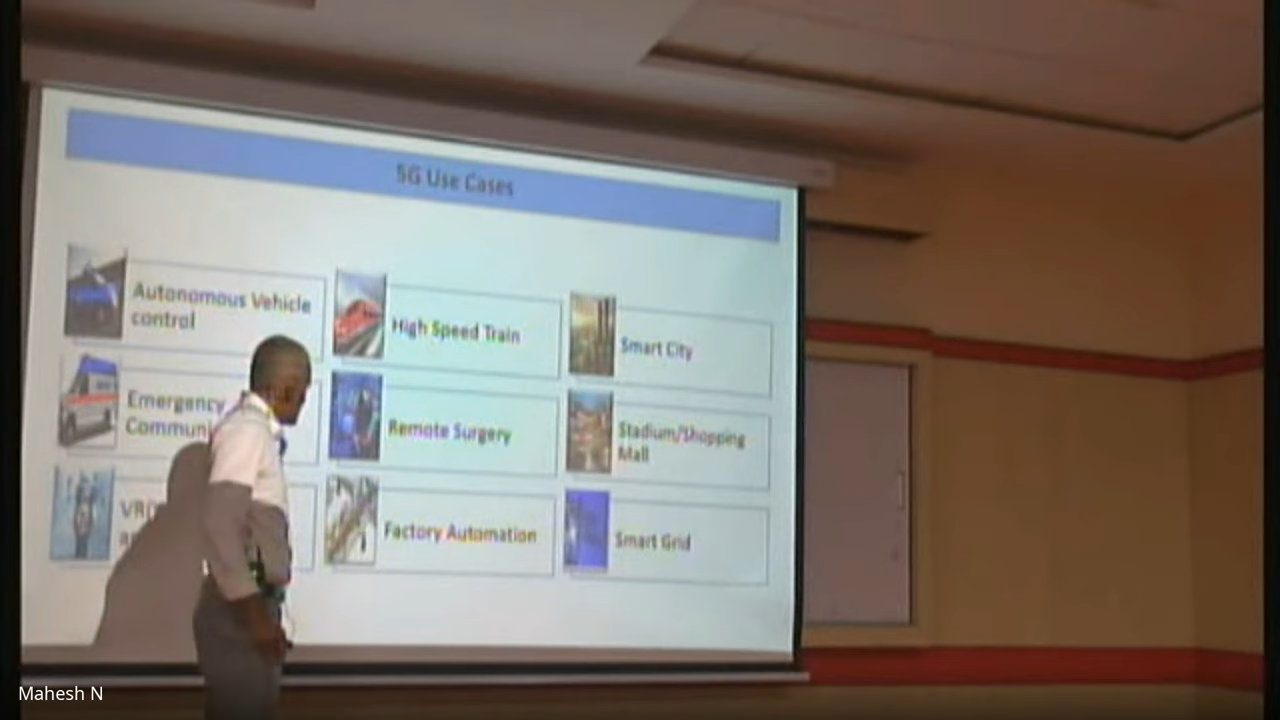 5G Use Cases
Autonomous Vehicle
control
High Speed Train
Smart City
Emergency
Remote Surgery
Stadium/Shopping
Mall
Factory Automation
Smart Grid
Mahesh N